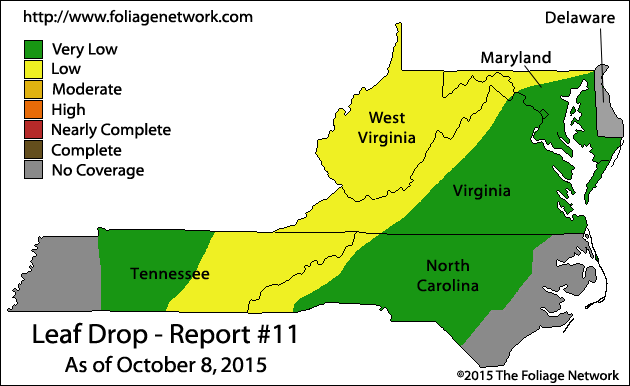 http://www.foliagenetwork.com
Delaware
Maryland
Very Low
Low
Moderate
High
Nearly Complete
Complete
No Coverage
West
Virginia
Virginia
Tennessee
North
Carolina
Leaf Drop - Report #11
As of October 8, 2015
©2015 The Foliage Network